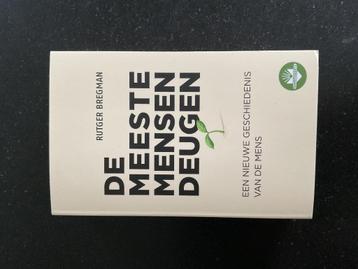 RUTGER BREGMAN
DE
MEESTE
MENSEN
DEUGEN
EEN NIEUWE GESCHIEDENIS
VAN DE MENS